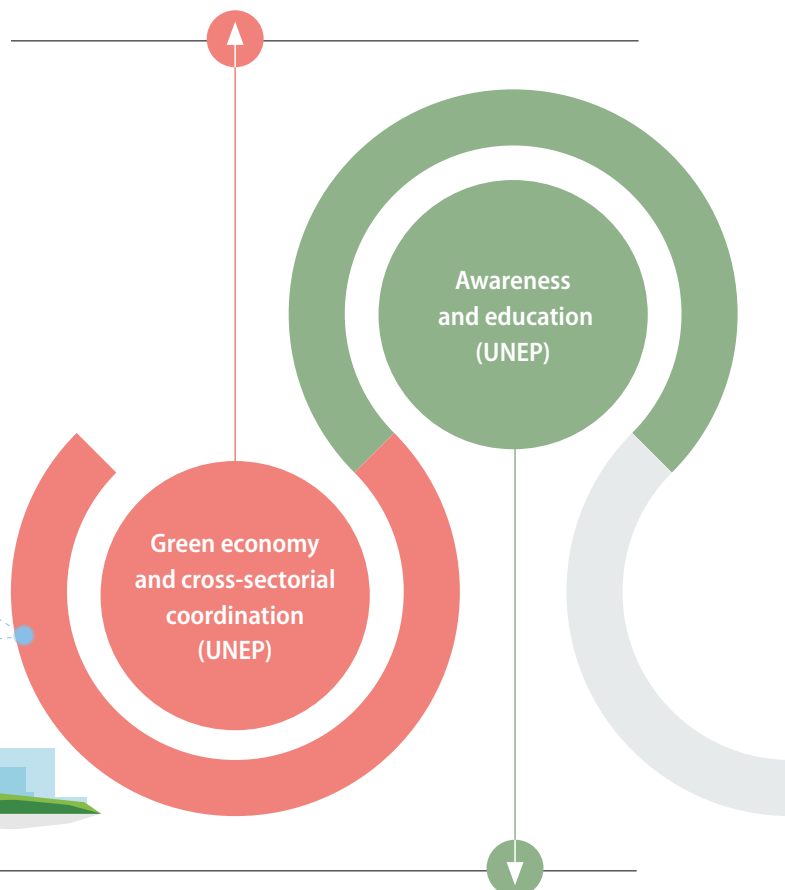 Awareness
and education
(UNEP)
Green economy
and cross-sectorial
coordination
(UNEP)